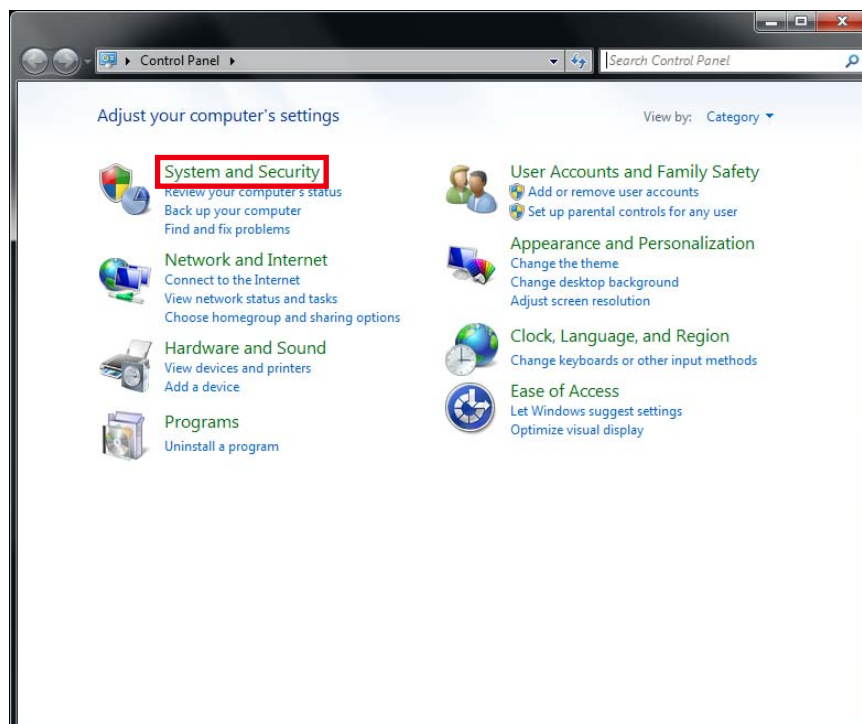 Control Panel
Search Control Panel
Adjust your computer's settings
View by: Category
System and Security
Review your computer's status
Back up your computer
Find and fix problems
Network and Internet
Connect to the Internet
View network status and tasks
Choose homegroup and sharing options
Hardware and Sound
View devices and printers
Add a device
Programs
Uninstall a program
User Accounts and Family Safety
Add or remove user accounts
Set up parental controls for any user
Appearance and Personalization
Change the theme
Change desktop background
Adjust screen resolution
Clock, Language, and Region
Change keyboards or other input methods
Ease of Access
Let Windows suggest settings
Optimize visual display